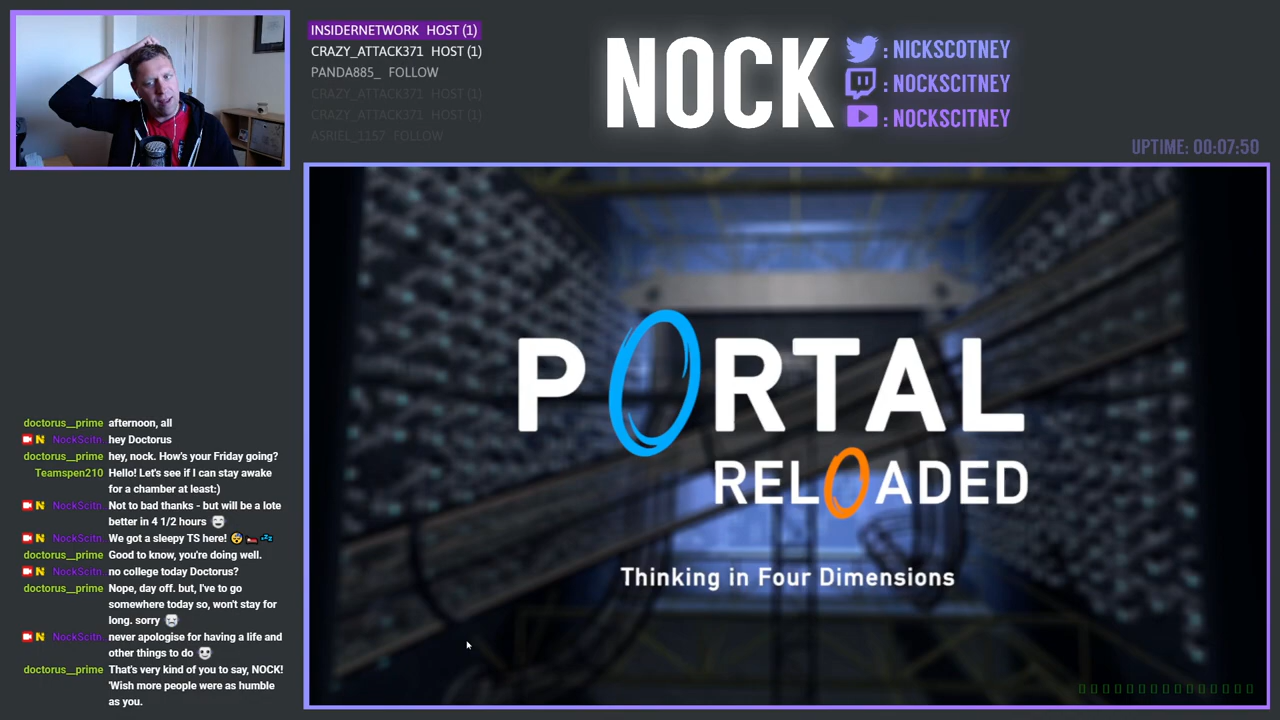 INSIDERNETWORK HOST (1)
CRAZY_ATTACK371 HOST (1)
PANDA885_ FOLLOW
CRAZY_ATTACK371 HOST (1)
CRAZY_ATTACK371 HOST (1)
ASRIEL_1157 FOLLOW
NOCK
: NICKSCOTNEY
: NOCKSCITNEY
: NOCKSCITNEY
UPTIME: 00:07:50
PORTAL
RELOADED
Thinking in Four Dimensions
doctorus__prime afternoon, all
N NockScitn hey Doctorus
doctorus__prime hey, nock. How's your Friday going?
Teamspen210 Hello! Let's see if I can stay awake
for a chamber at least:)
N NockScitn Not to bad thanks - but will be a lote
better in 4 1/2 hours
N NockScitn We got a sleepy TS here!
doctorus__prime Good to know, you're doing well.
N NockScitn no college today Doctorus?
doctorus__prime Nope, day off. but, I've to go
somewhere today so, won't stay for
long. sorry
N NockScitn never apologise for having a life and
other things to do
doctorus__prime That's very kind of you to say, NOCK!
'Wish more people were as humble
as you.